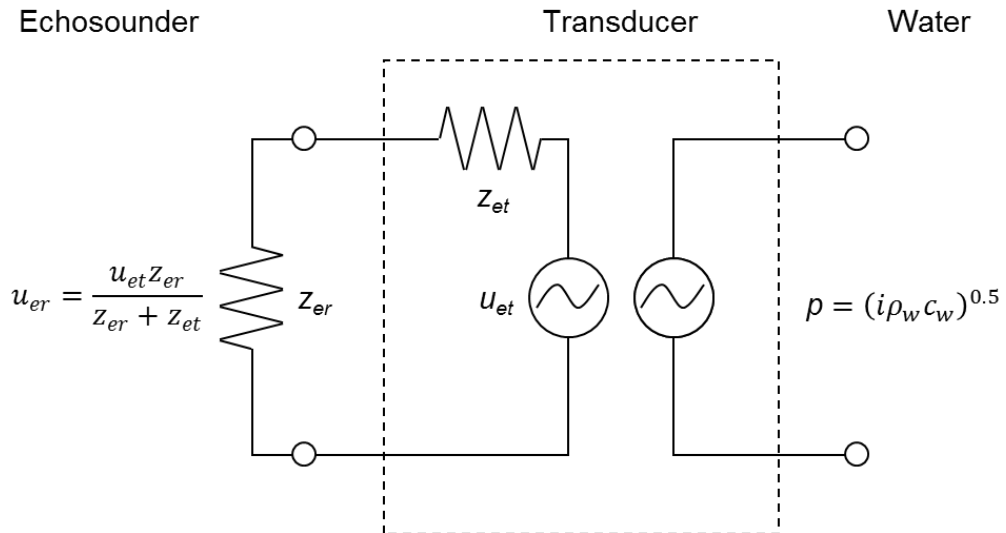 Echosounder Transducer Water
z_et
u_er = u_et z_er / (z_er + z_et)
z_er
u_et
p = (iρ_w c_w)^0.5